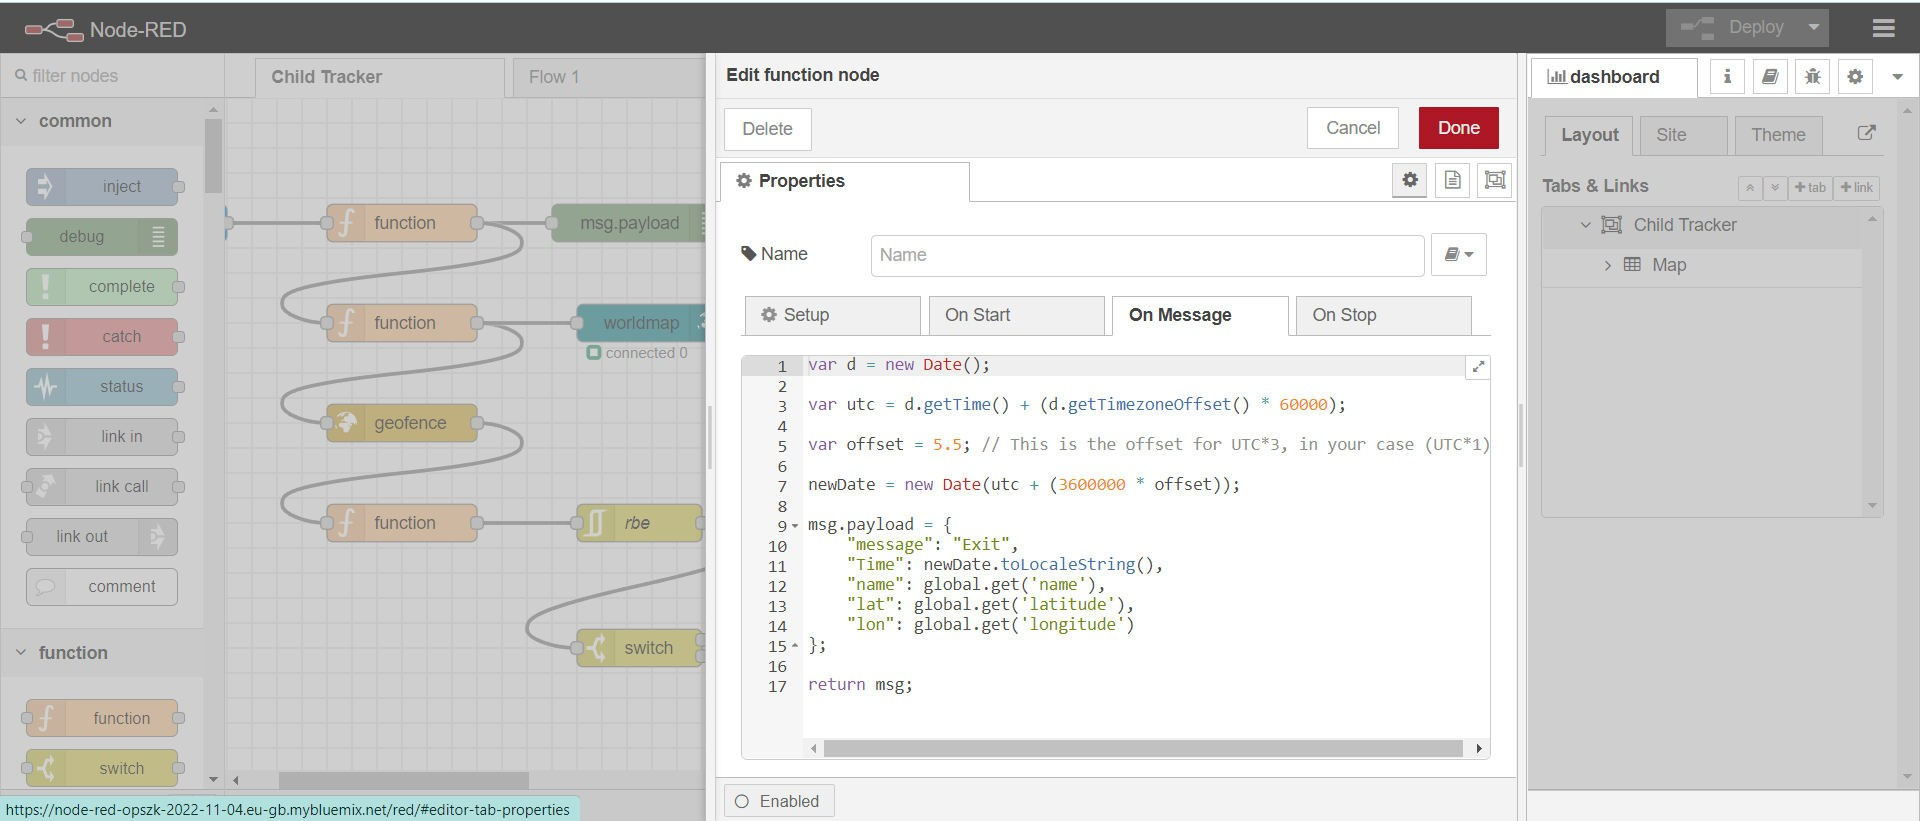 Node-RED
Deploy
filter nodes
Child Tracker
Flow 1
Edit function node
dashboard
common
Delete
Cancel
Done
Layout
Site
Theme
inject
Properties
Tabs & Links
tab
link
debug
function
msg.payload
Child Tracker
Name
Name
Map
complete
catch
function
worldmap
connected 0
Setup
On Start
On Message
On Stop
status
link in
geofence
link call
link out
function
rbe
comment
switch
function
function
switch
1 var d = new Date();
2
3 var utc = d.getTime() + (d.getTimezoneOffset() * 60000);
4
5 var offset = 5.5; // This is the offset for UTC*3, in your case (UTC*1)
6
7 newDate = new Date(utc + (3600000 * offset));
8
9 msg.payload = {
10 "message": "Exit",
11 "Time": newDate.toLocaleString(),
12 "name": global.get('name'),
13 "lat": global.get('latitude'),
14 "lon": global.get('longitude')
15 };
16
17 return msg;
Enabled
https://node-red-opszk-2022-11-04.eu-gb.mybluemix.net/red/#editor-tab-properties